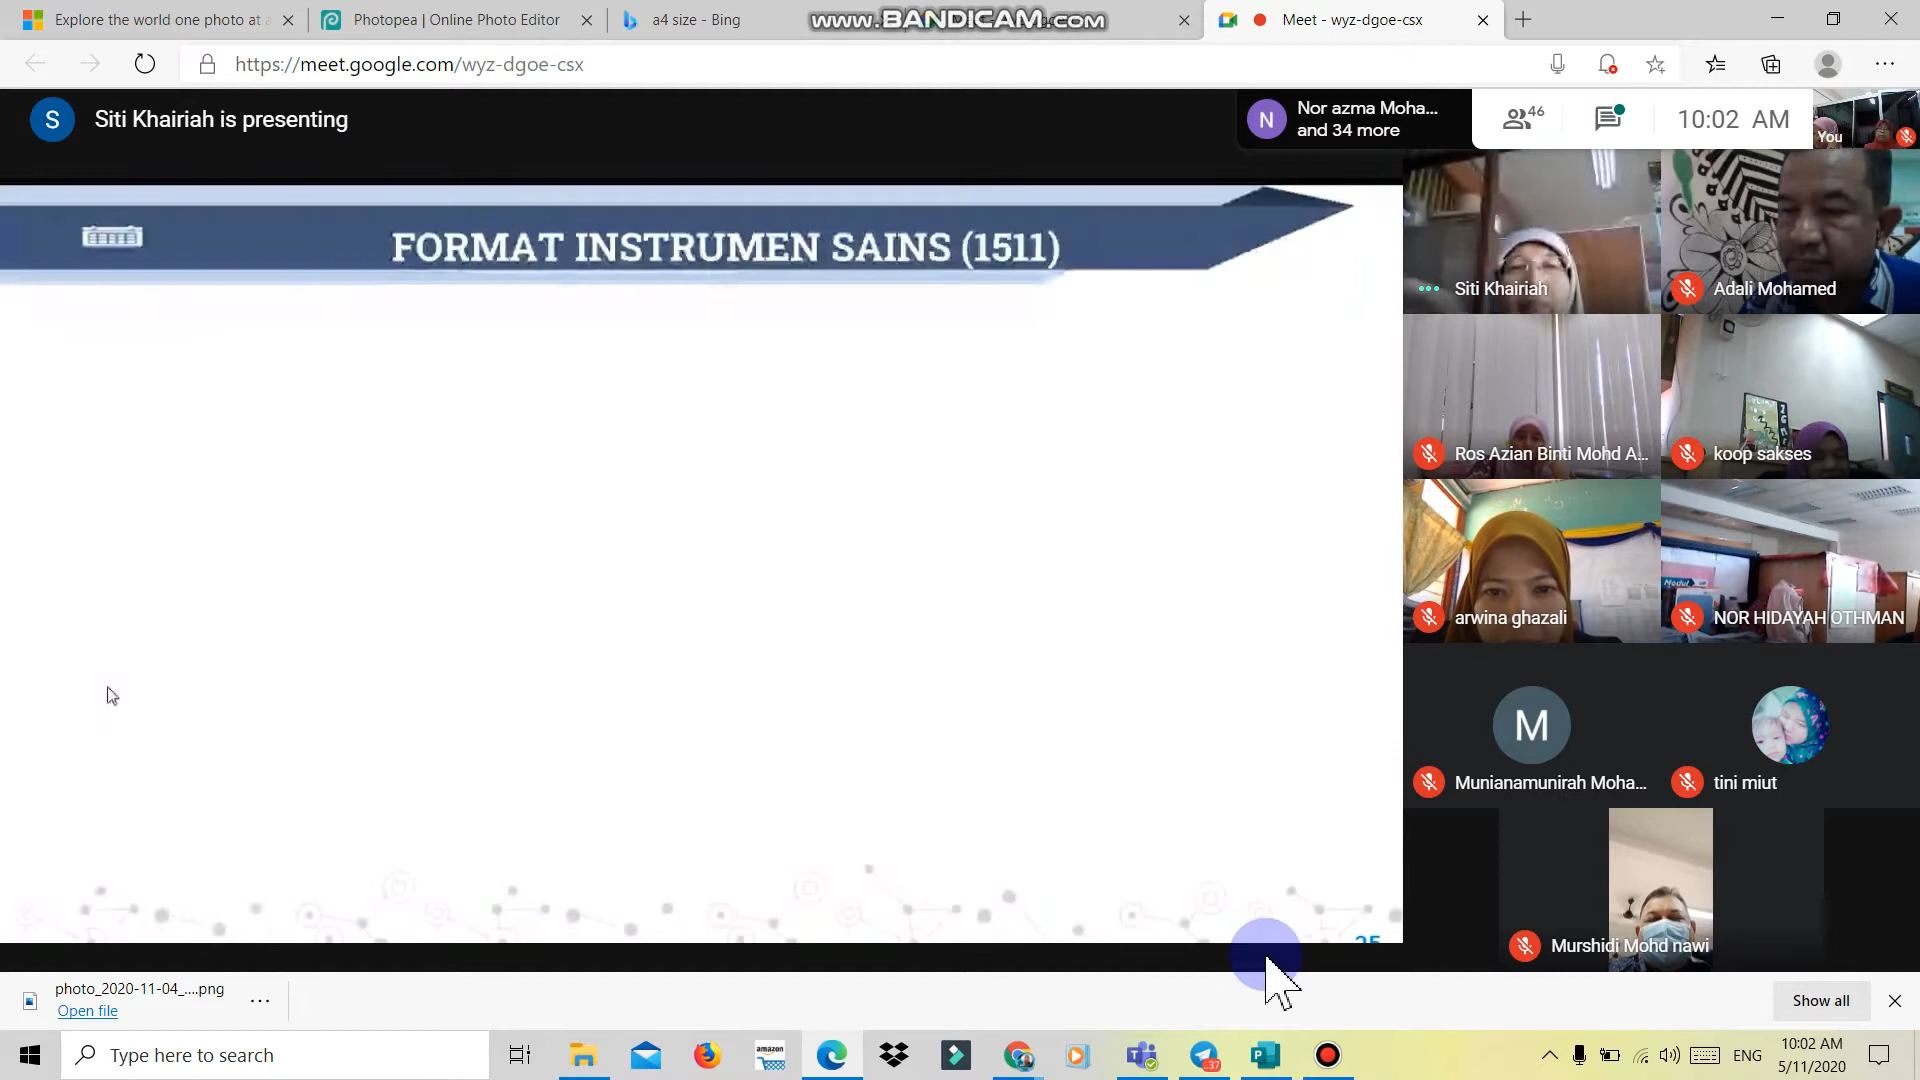 Explore the world one photo at a
Photopea | Online Photo Editor
a4 size - Bing
www.BANDICAM.com
Meet - wyz-dgoe-csx
https://meet.google.com/wyz-dgoe-csx
S
Siti Khairiah is presenting
N
Nor azma Moha...
and 34 more
46
10:02 AM
You
FORMAT INSTRUMEN SAINS (1511)
Siti Khairiah
Adali Mohamed
Ros Azian Binti Mohd A...
koop sakses
Modul
arwina ghazali
NOR HIDAYAH OTHMAN
M
Munianamunirah Moha...
tini miut
Murshidi Mohd nawi
photo_2020-11-04_....png
Open file
Show all
Type here to search
amazon
37
ENG
10:02 AM
5/11/2020